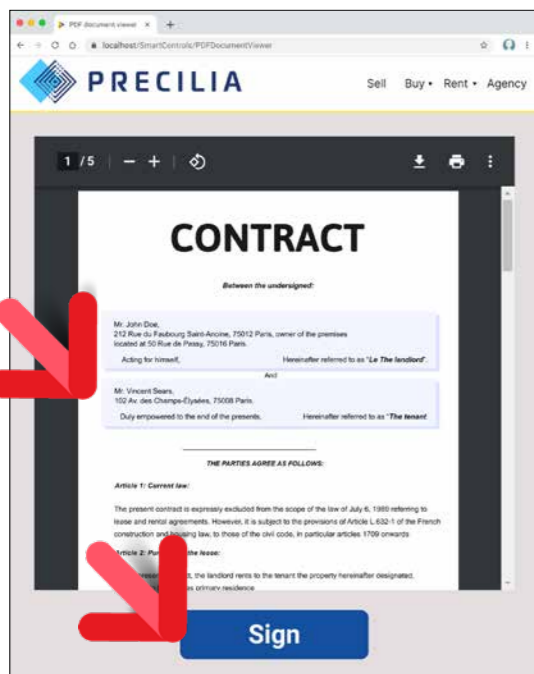 PDF document viewer × +
localhost/SmartControls/PDFDocumentViewer
PRECILIA
Sell Buy Rent Agency
1 / 5
CONTRACT
Between the undersigned:
Mr. John Doe,
212 Rue du Faubourg Saint-Anoine, 75012 Paris, owner of the premises
located at 50 Rue de Passy, 75016 Paris.
Acting for himself, Hereinafter referred to as "Le The landlord".
And
Mr. Vincent Sears,
102 Av. des Champs-Élysées, 75008 Paris.
Duly empowered to the end of the presents. Hereinafter referred to as "The tenant
THE PARTIES AGREE AS FOLLOWS:
Article 1: Current law:
The present contract is expressly excluded from the scope of the law of July 6, 1989 referring to
lease and rental agreements. However, it is subject to the provisions of Article L.632-1 of the French
construction and housing law, to those of the civil code, in particular articles 1709 onwards
Article 2: the lease:
the landlord rents to the tenant the property hereinafter designated,
as primary residence
Sign